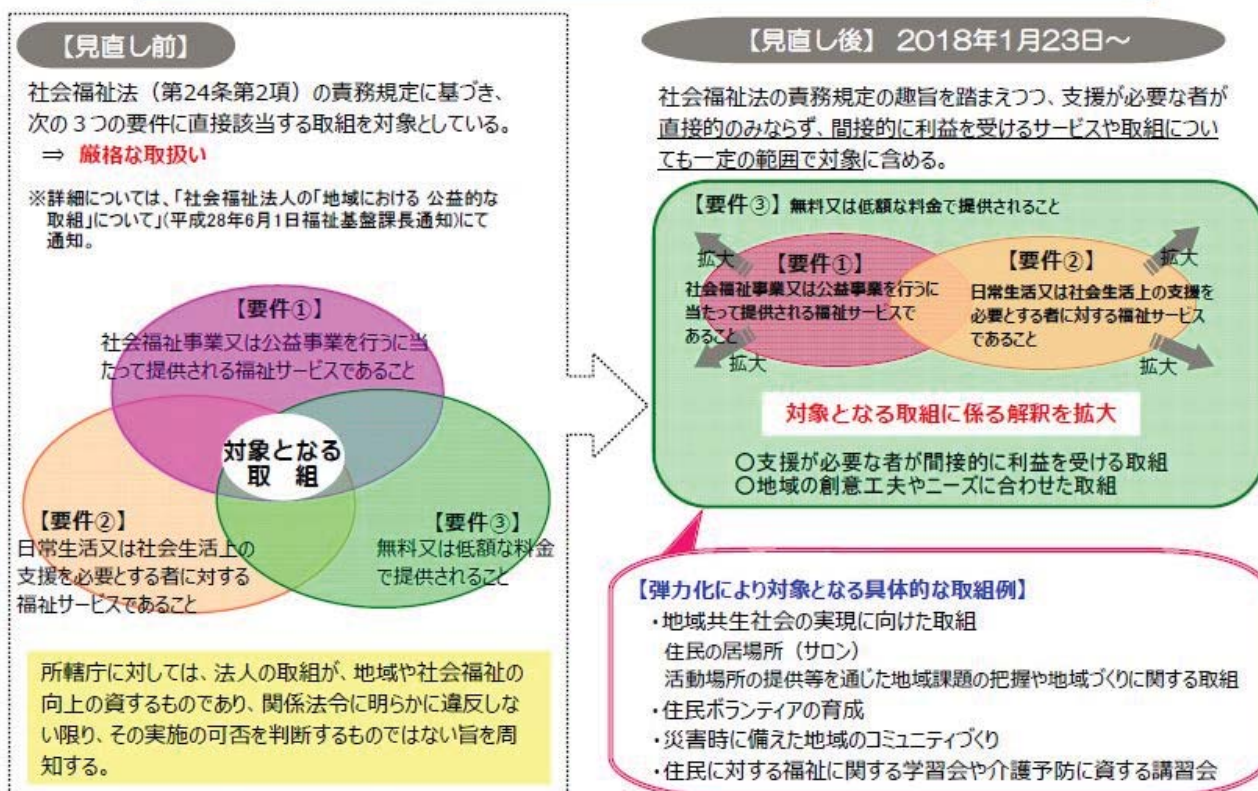 【見直し前】
社会福祉法（第24条第2項）の責務規定に基づき、
次の３つの要件に直接該当する取組を対象としている。
⇒ 厳格な取扱い
※詳細については、「社会福祉法人の「地域における 公益的な
取組」について」(平成28年6月1日福祉基盤課長通知)にて
通知。
【要件①】
社会福祉事業又は公益事業を行うに当
たって提供される福祉サービスであること
対象となる
取　組
【要件②】
日常生活又は社会生活上の
支援を必要とする者に対する
福祉サービスであること
【要件③】
無料又は低額な料金
で提供されること
所轄庁に対しては、法人の取組が、地域や社会福祉の
向上の資するものであり、関係法令に明らかに違反しな
い限り、その実施の可否を判断するものではない旨を周
知する。
【見直し後】 2018年1月23日～
社会福祉法の責務規定の趣旨を踏まえつつ、支援が必要な者が
直接的のみならず、間接的に利益を受けるサービスや取組につい
ても一定の範囲で対象に含める。
【要件③】無料又は低額な料金で提供されること
拡大
拡大
【要件①】
社会福祉事業又は公益事業を行うに
当たって提供される福祉サービスで
あること
【要件②】
日常生活又は社会生活上の支援を
必要とする者に対する福祉サービス
であること
拡大
拡大
対象となる取組に係る解釈を拡大
○支援が必要な者が間接的に利益を受ける取組
○地域の創意工夫やニーズに合わせた取組
【弾力化により対象となる具体的な取組例】
・地域共生社会の実現に向けた取組
住民の居場所（サロン）
活動場所の提供等を通じた地域課題の把握や地域づくりに関する取組
・住民ボランティアの育成
・災害時に備えた地域のコミュニティづくり
・住民に対する福祉に関する学習会や介護予防に資する講習会